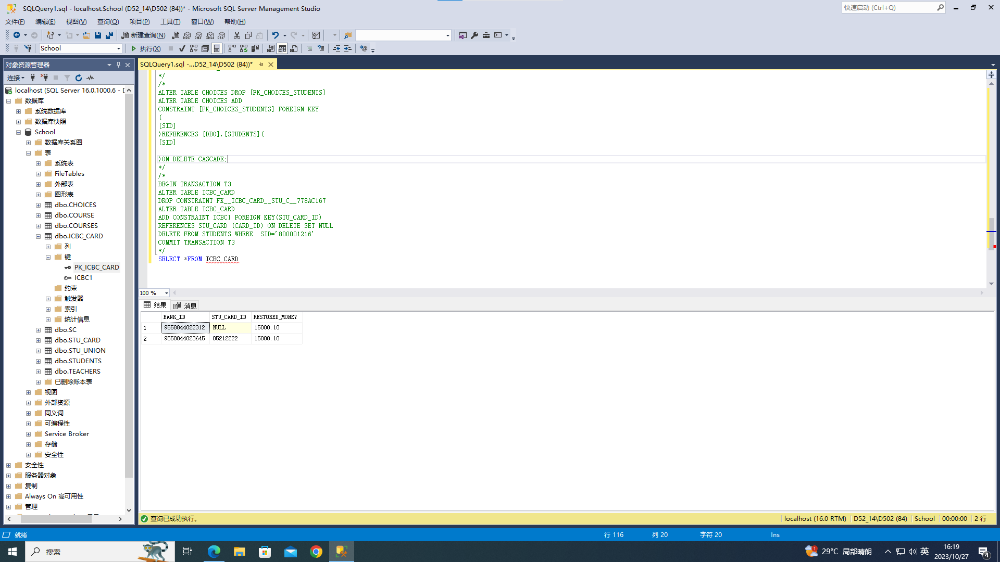 SQLQuery1.sql - localhost.School (D52_14\D502 (84))* - Microsoft SQL Server Management Studio
快速启动 (Ctrl+Q)
文件(F) 编辑(E) 视图(V) 查询(Q) 项目(P) 工具(T) 窗口(W) 帮助(H)
新建查询(N)
MDX DMX XMLA DAX
School
执行(X)
对象资源管理器
SQLQuery1.sql -...D52_14\D502 (84))*
连接
localhost (SQL Server 16.0.1000.6 -
数据库
系统数据库
数据库快照
School
数据库关系图
表
系统表
FileTables
外部表
图形表
dbo.CHOICES
dbo.COURSE
dbo.COURSES
dbo.ICBC_CARD
列
键
PK_ICBC_CARD
ICBC1
约束
触发器
索引
统计信息
dbo.SC
dbo.STU_CARD
dbo.STU_UNION
dbo.STUDENTS
dbo.TEACHERS
已删除账本表
视图
外部资源
同义词
可编程性
Service Broker
存储
安全性
安全性
服务器对象
复制
Always On 高可用性
管理
*/
/*
ALTER TABLE CHOICES DROP [FK_CHOICES_STUDENTS]
ALTER TABLE CHOICES ADD
CONSTRAINT [PK_CHOICES_STUDENTS] FOREIGN KEY
(
[SID]
)REFERENCES [DBO].[STUDENTS](
[SID]
)ON DELETE CASCADE;
*/
/*
BEGIN TRANSACTION T3
ALTER TABLE ICBC_CARD
DROP CONSTRAINT FK__ICBC_CARD__STU_C__778AC167
ALTER TABLE ICBC_CARD
ADD CONSTRAINT ICBC1 FOREIGN KEY(STU_CARD_ID)
REFERENCES STU_CARD (CARD_ID) ON DELETE SET NULL
DELETE FROM STUDENTS WHERE  SID='800001216'
COMMIT TRANSACTION T3
*/
SELECT *FROM ICBC_CARD
100 %
结果 消息
BANK_ID STU_CARD_ID RESTORED_MONEY
1 9558844022312 NULL 15000.10
2 9558844023645 05212222 15000.10
查询已成功执行。
localhost (16.0 RTM) D52_14\D502 (84) School 00:00:00 2 行
就绪
行 116 列 20 字符 20 Ins
搜索
1 29°C 局部晴朗
英
16:19
2023/10/27
4